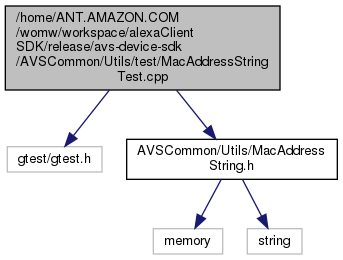 /home/ANT.AMAZON.COM
/womw/workspace/alexaClient
SDK/release/avs-device-sdk
/AVSCommon/Utils/test/MacAddressString
Test.cpp
gtest/gtest.h
AVSCommon/Utils/MacAddress
String.h
memory
string